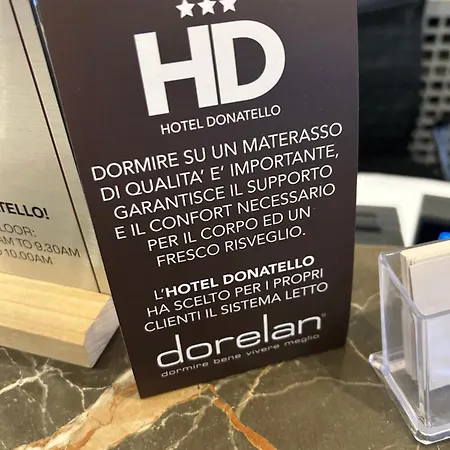 HD
HOTEL DONATELLO
DORMIRE SU UN MATERASSO
DI QUALITA' E' IMPORTANTE,
GARANTISCE IL SUPPORTO
E IL CONFORT NECESSARIO
PER IL CORPO ED UN
FRESCO RISVEGLIO.
L'HOTEL DONATELLO
HA SCELTO PER I PROPRI
CLIENTI IL SISTEMA LETTO
dorelan®
dormire bene vivere meglio
TELLO!
LOOR:
AM TO 9.30AM
10.00AM